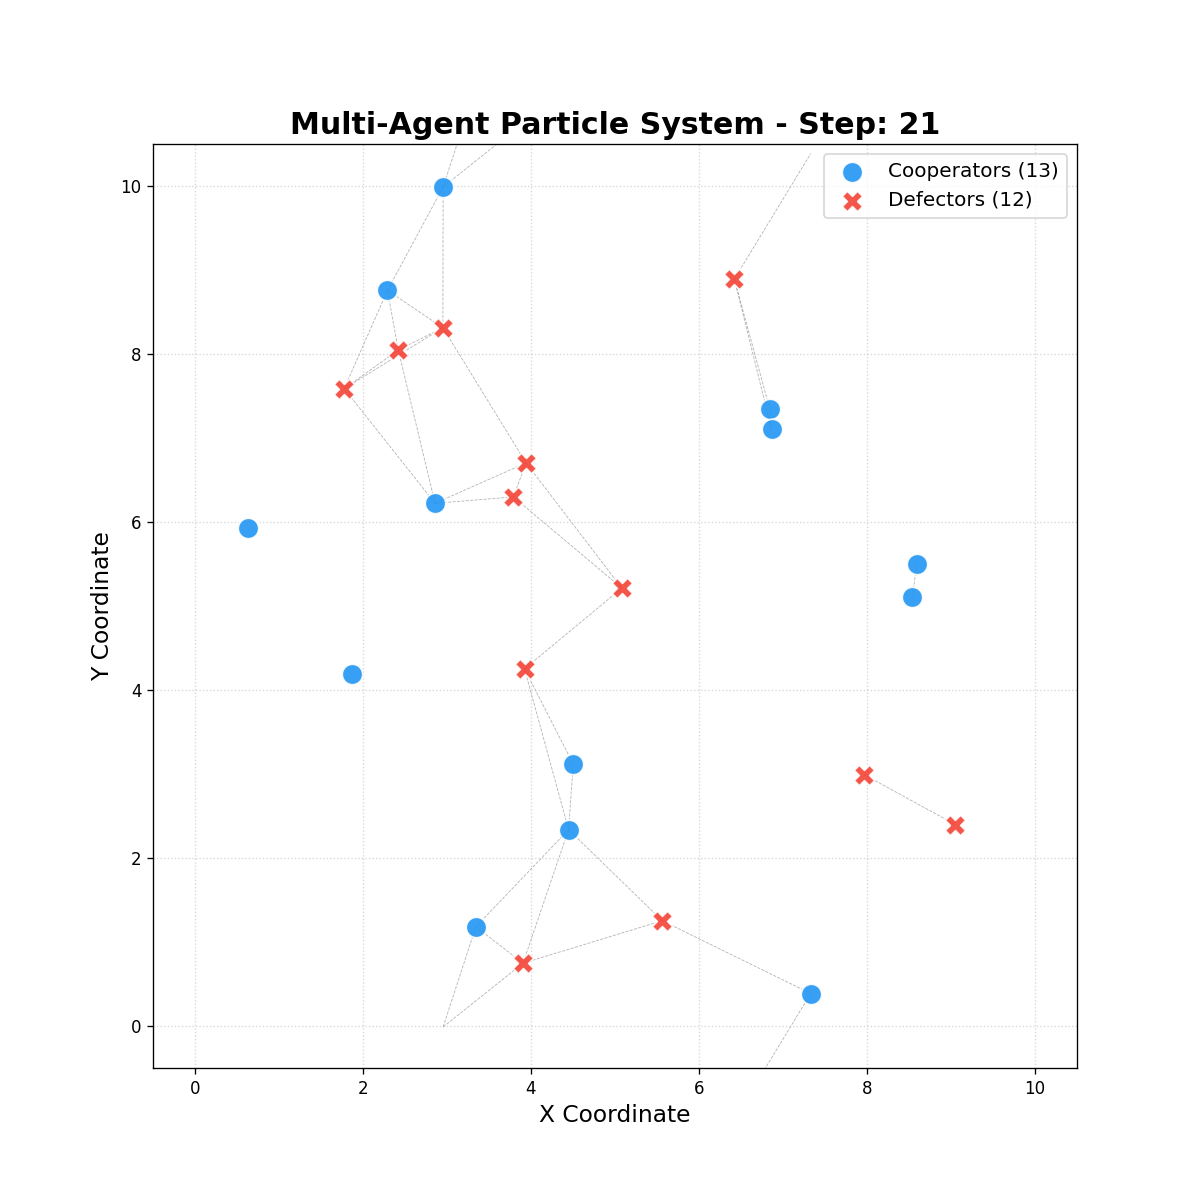 Multi-Agent Particle System - Step: 21
Cooperators (13)
Defectors (12)
Y Coordinate
10
8
6
4
2
0
0 2 4 6 8 10
X Coordinate